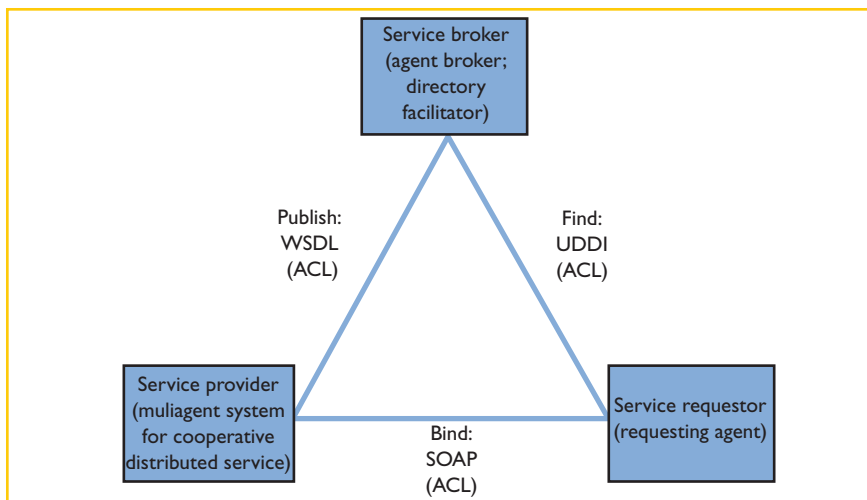 Service broker
(agent broker;
directory
facilitator)
Publish:
WSDL
(ACL)
Find:
UDDI
(ACL)
Service provider
(muliagent system
for cooperative
distributed service)
Bind:
SOAP
(ACL)
Service requestor
(requesting agent)